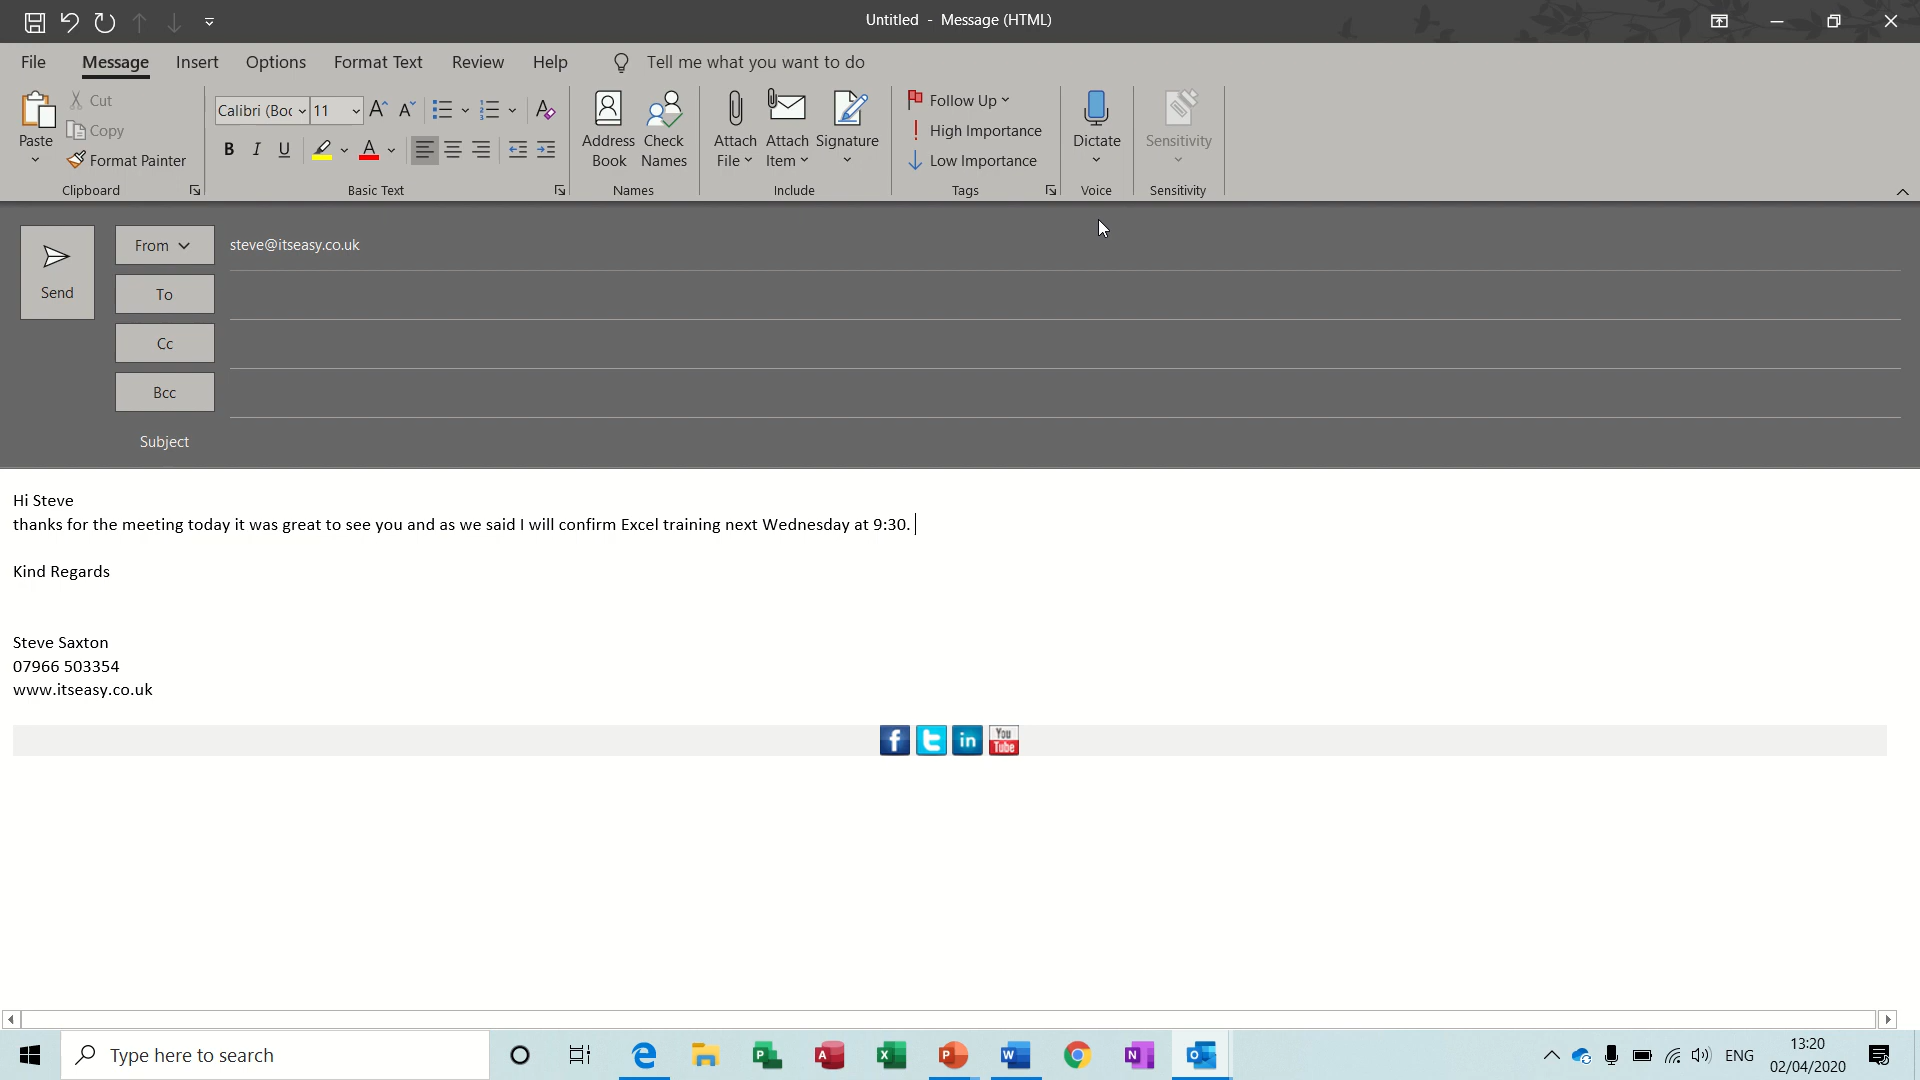 Untitled - Message (HTML)
File Message Insert Options Format Text Review Help Tell me what you want to do
Paste
Cut
Copy
Format Painter
Clipboard
Calibri (Boc 11
B I U
Basic Text
Address Book
Check Names
Names
Attach File
Attach Item
Signature
Include
Follow Up
High Importance
Low Importance
Tags
Dictate
Voice
Sensitivity
Sensitivity
Send
From steve@itseasy.co.uk
To
Cc
Bcc
Subject
Hi Steve
thanks for the meeting today it was great to see you and as we said I will confirm Excel training next Wednesday at 9:30.
Kind Regards
Steve Saxton
07966 503354
www.itseasy.co.uk
You Tube
Type here to search
ENG
13:20
02/04/2020